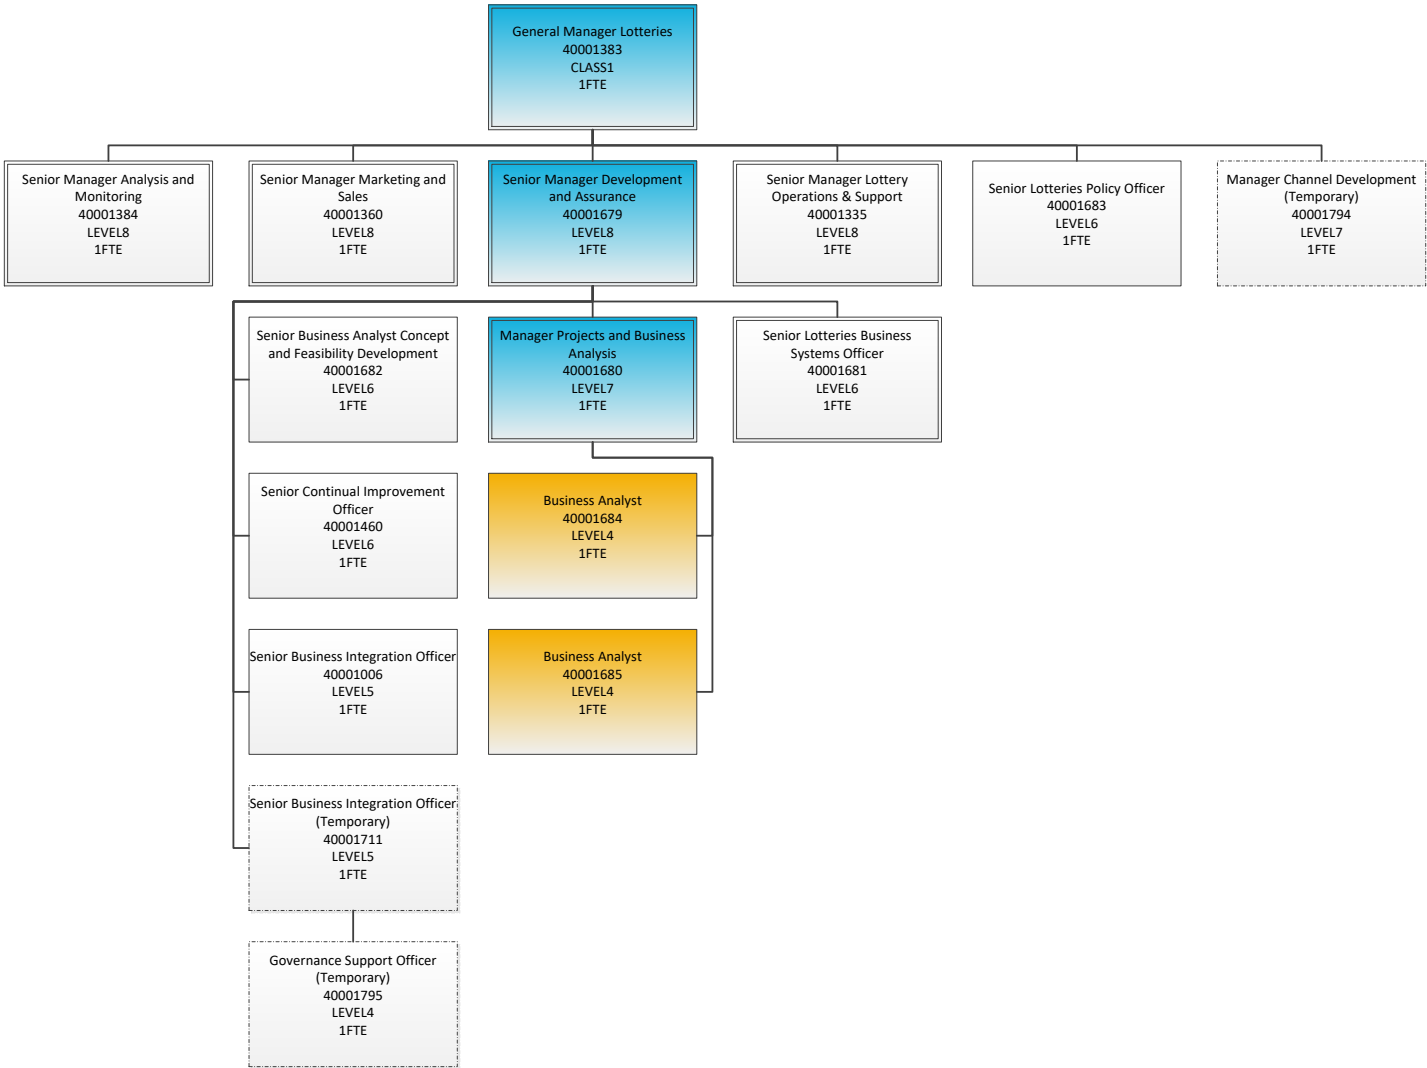 General Manager Lotteries
40001383
CLASS1
1FTE
Senior Manager Analysis and
Monitoring
40001384
LEVEL8
1FTE
Senior Manager Marketing and
Sales
40001360
LEVEL8
1FTE
Senior Manager Development
and Assurance
40001679
LEVEL8
1FTE
Senior Manager Lottery
Operations & Support
40001335
LEVEL8
1FTE
Senior Lotteries Policy Officer
40001683
LEVEL6
1FTE
Manager Channel Development
(Temporary)
40001794
LEVEL7
1FTE
Senior Business Analyst Concept
and Feasibility Development
40001682
LEVEL6
1FTE
Manager Projects and Business
Analysis
40001680
LEVEL7
1FTE
Senior Lotteries Business
Systems Officer
40001681
LEVEL6
1FTE
Senior Continual Improvement
Officer
40001460
LEVEL6
1FTE
Business Analyst
40001684
LEVEL4
1FTE
Senior Business Integration Officer
40001006
LEVEL5
1FTE
Business Analyst
40001685
LEVEL4
1FTE
Senior Business Integration Officer
(Temporary)
40001711
LEVEL5
1FTE
Governance Support Officer
(Temporary)
40001795
LEVEL4
1FTE